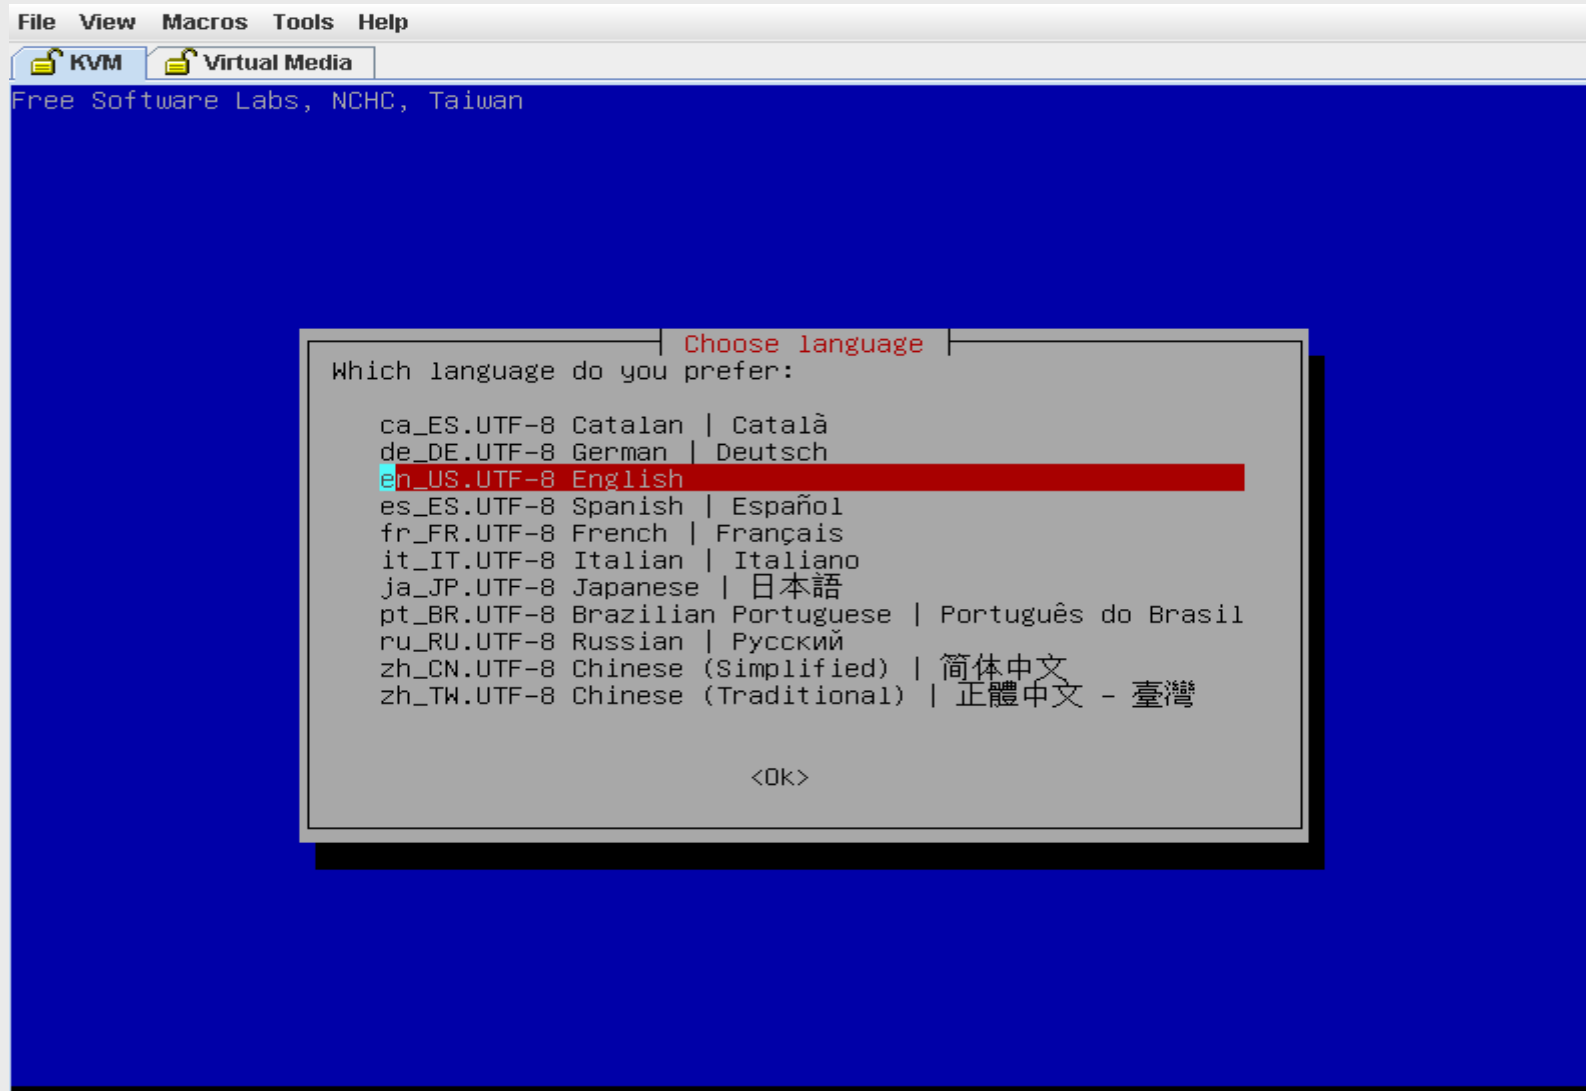 File View Macros Tools Help
KVM Virtual Media
Free Software Labs, NCHC, Taiwan
Choose language
Which language do you prefer:
ca_ES.UTF-8 Catalan | Català
de_DE.UTF-8 German | Deutsch
en_US.UTF-8 English
es_ES.UTF-8 Spanish | Español
fr_FR.UTF-8 French | Français
it_IT.UTF-8 Italian | Italiano
ja_JP.UTF-8 Japanese | 日本語
pt_BR.UTF-8 Brazilian Portuguese | Português do Brasil
ru_RU.UTF-8 Russian | Русский
zh_CN.UTF-8 Chinese (Simplified) | 简体中文
zh_TW.UTF-8 Chinese (Traditional) | 正體中文 - 臺灣
<Ok>